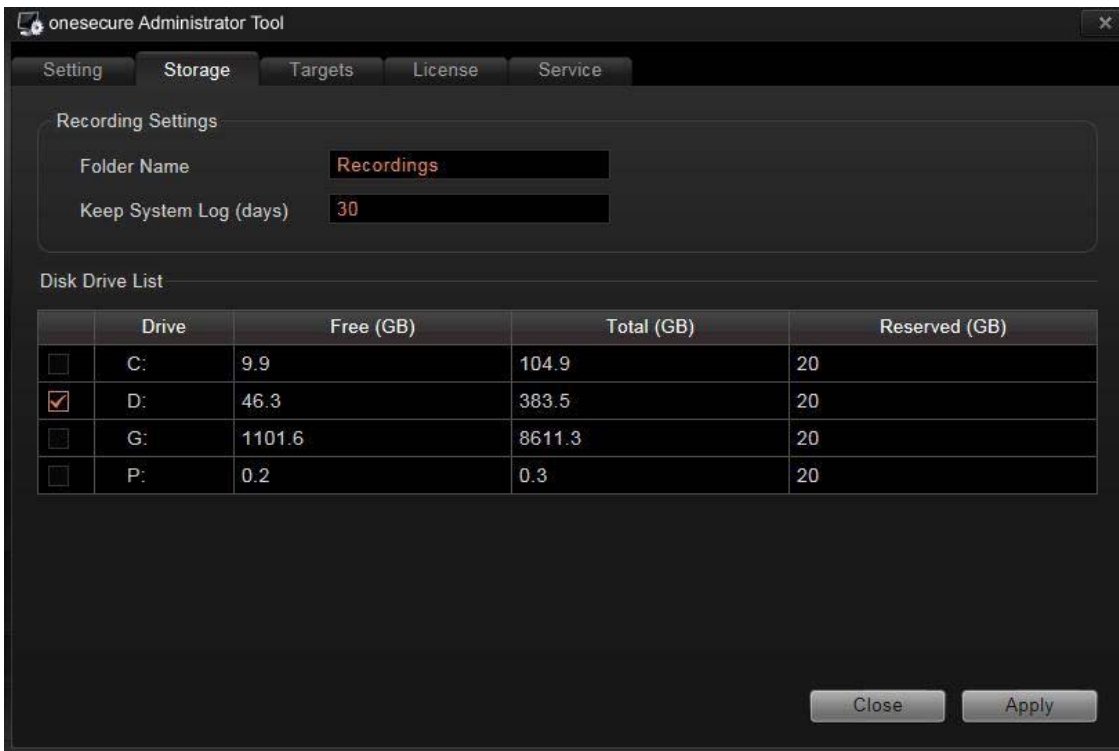 onesecure Administrator Tool
Setting Storage Targets License Service
Recording Settings
Folder Name Recordings
Keep System Log (days) 30
Disk Drive List
Drive Free (GB) Total (GB) Reserved (GB)
C: 9.9 104.9 20
D: 46.3 383.5 20
G: 1101.6 8611.3 20
P: 0.2 0.3 20
Close Apply